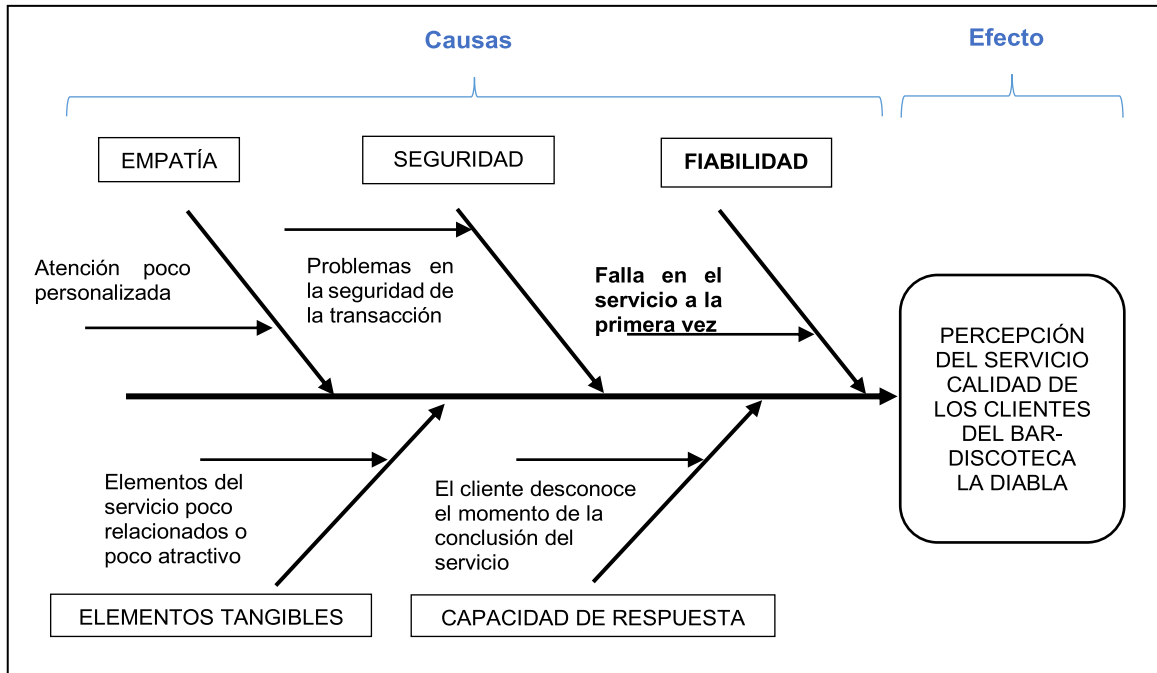 Causas
Efecto
EMPATÍA
SEGURIDAD
FIABILIDAD
Atención poco
personalizada
Problemas en
la seguridad de
la transacción
Falla en el
servicio a la
primera vez
PERCEPCIÓN
DEL SERVICIO
CALIDAD DE
LOS CLIENTES
DEL BAR-
DISCOTECA
LA DIABLA
Elementos del
servicio poco
relacionados o
poco atractivo
El cliente desconoce
el momento de la
conclusión del
servicio
ELEMENTOS TANGIBLES
CAPACIDAD DE RESPUESTA